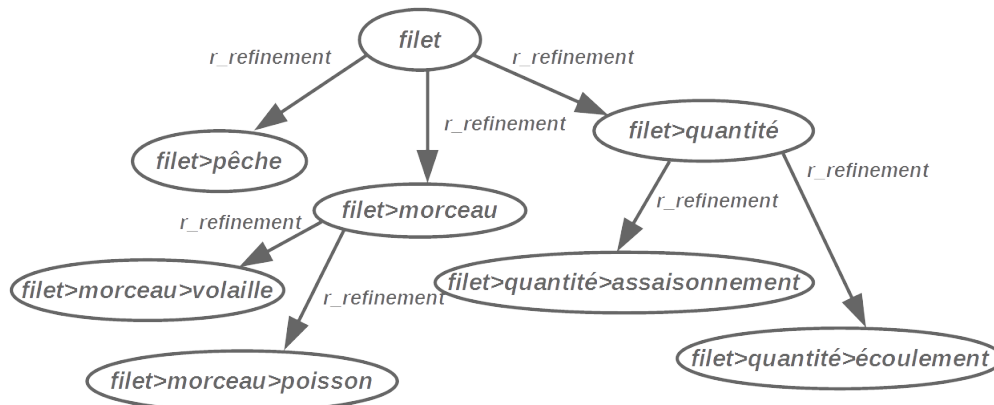 filet
r_refinement
r_refinement
r_refinement
filet>quantité
filet>pêche
r_refinement
r_refinement
filet>morceau
r_refinement
r_refinement
filet>quantité>assaisonnement
filet>morceau>volaille
r_refinement
filet>quantité>écoulement
filet>morceau>poisson